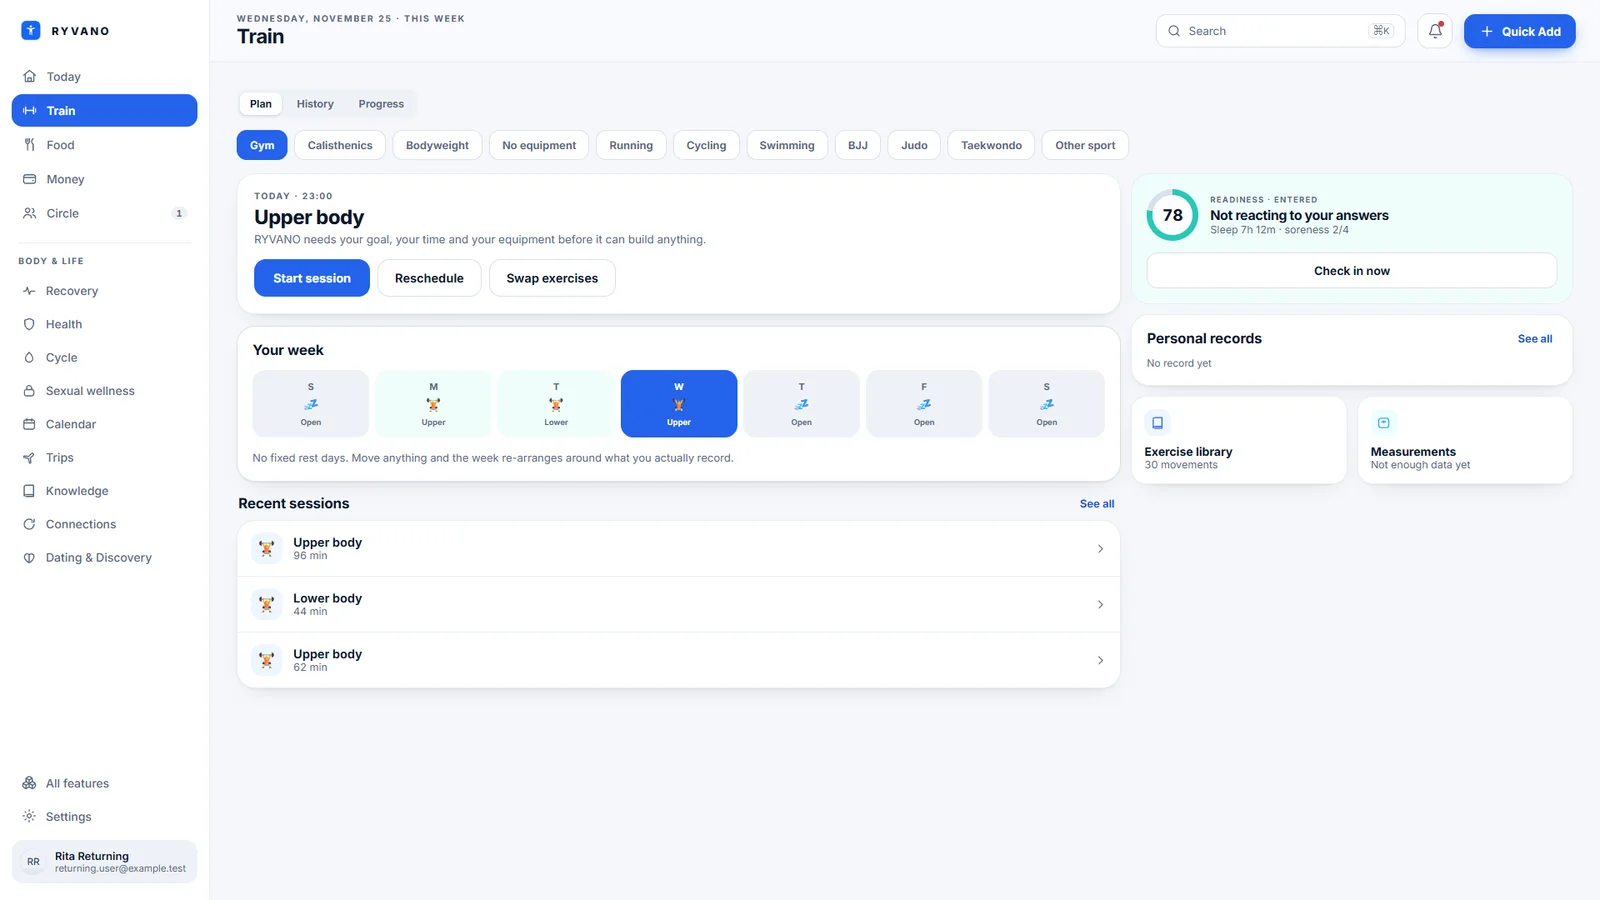 RYVANO
Today
Train
Food
Money
Circle 1
BODY & LIFE
Recovery
Health
Cycle
Sexual wellness
Calendar
Trips
Knowledge
Connections
Dating & Discovery
All features
Settings
RR
Rita Returning
returning.user@example.test
WEDNESDAY, NOVEMBER 25 · THIS WEEK
Train
Search ⌘K
Quick Add
Plan History Progress
Gym Calisthenics Bodyweight No equipment Running Cycling Swimming BJJ Judo Taekwondo Other sport
TODAY · 23:00
Upper body
RYVANO needs your goal, your time and your equipment before it can build anything.
Start session Reschedule Swap exercises
Your week
S M T W T F S
Open Upper Lower Upper Open Open Open
No fixed rest days. Move anything and the week re-arranges around what you actually record.
Recent sessions See all
Upper body
96 min
Lower body
44 min
Upper body
62 min
78
READINESS · ENTERED
Not reacting to your answers
Sleep 7h 12m · soreness 2/4
Check in now
Personal records See all
No record yet
Exercise library
30 movements
Measurements
Not enough data yet